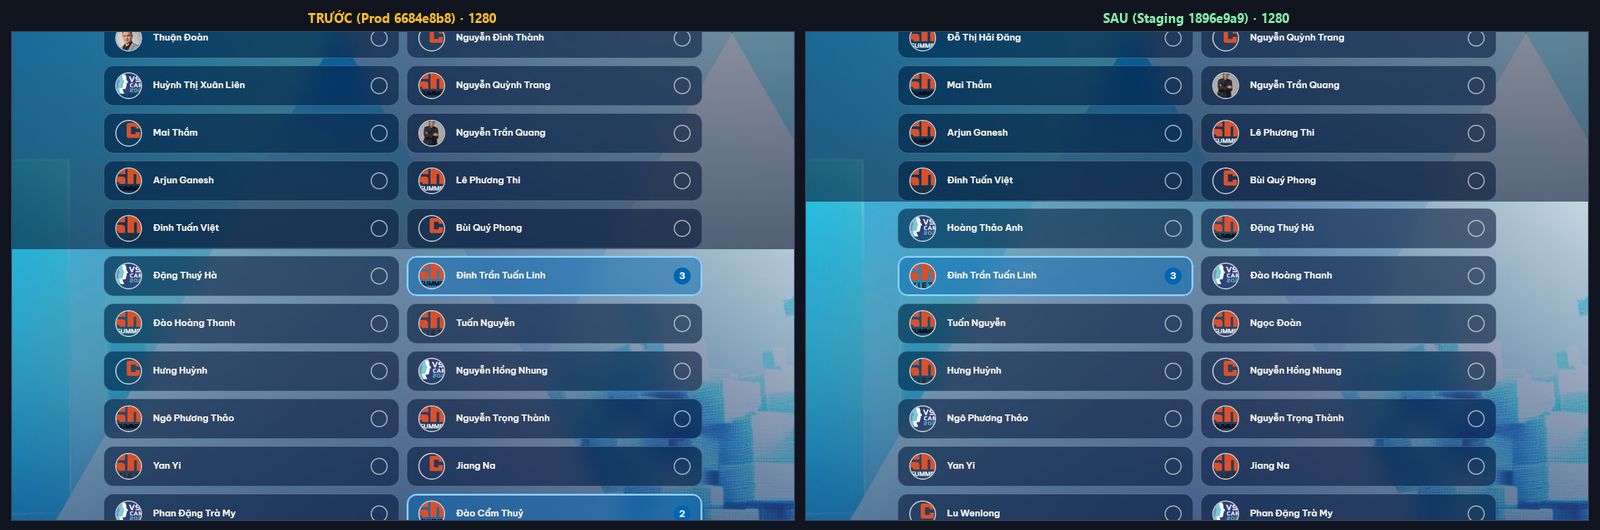 TRƯỚC (Prod 6684e8b8) · 1280
Thuận Đoàn
Nguyễn Đình Thành
Huỳnh Thị Xuân Liên
Nguyễn Quỳnh Trang
Mai Thắm
Nguyễn Trần Quang
Arjun Ganesh
Lê Phương Thi
Đinh Tuấn Việt
Bùi Quý Phong
Đặng Thuý Hà
Đinh Trần Tuấn Linh
3
Đào Hoàng Thanh
Tuấn Nguyễn
Hưng Huỳnh
Nguyễn Hồng Nhung
Ngô Phương Thảo
Nguyễn Trọng Thành
Yan Yi
Jiang Na
Phan Đặng Trà My
Đào Cẩm Thuỷ
2
SAU (Staging 1896e9a9) · 1280
Đỗ Thị Hải Đăng
Nguyễn Quỳnh Trang
Mai Thắm
Nguyễn Trần Quang
Arjun Ganesh
Lê Phương Thi
Đinh Tuấn Việt
Bùi Quý Phong
Hoàng Thảo Anh
Đặng Thuý Hà
Đinh Trần Tuấn Linh
3
Đào Hoàng Thanh
Tuấn Nguyễn
Ngọc Đoàn
Hưng Huỳnh
Nguyễn Hồng Nhung
Ngô Phương Thảo
Nguyễn Trọng Thành
Yan Yi
Jiang Na
Lu Wenlong
Phan Đặng Trà My